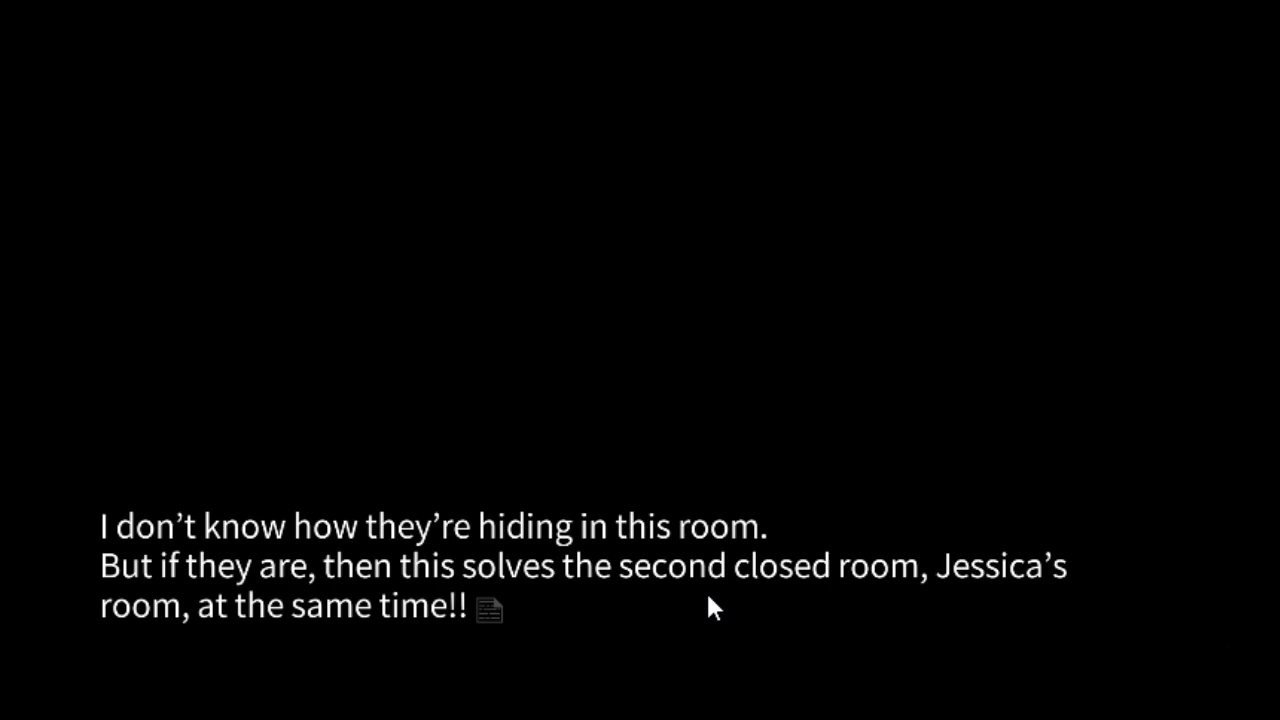 I don’t know how they’re hiding in this room.
But if they are, then this solves the second closed room, Jessica’s
room, at the same time!!